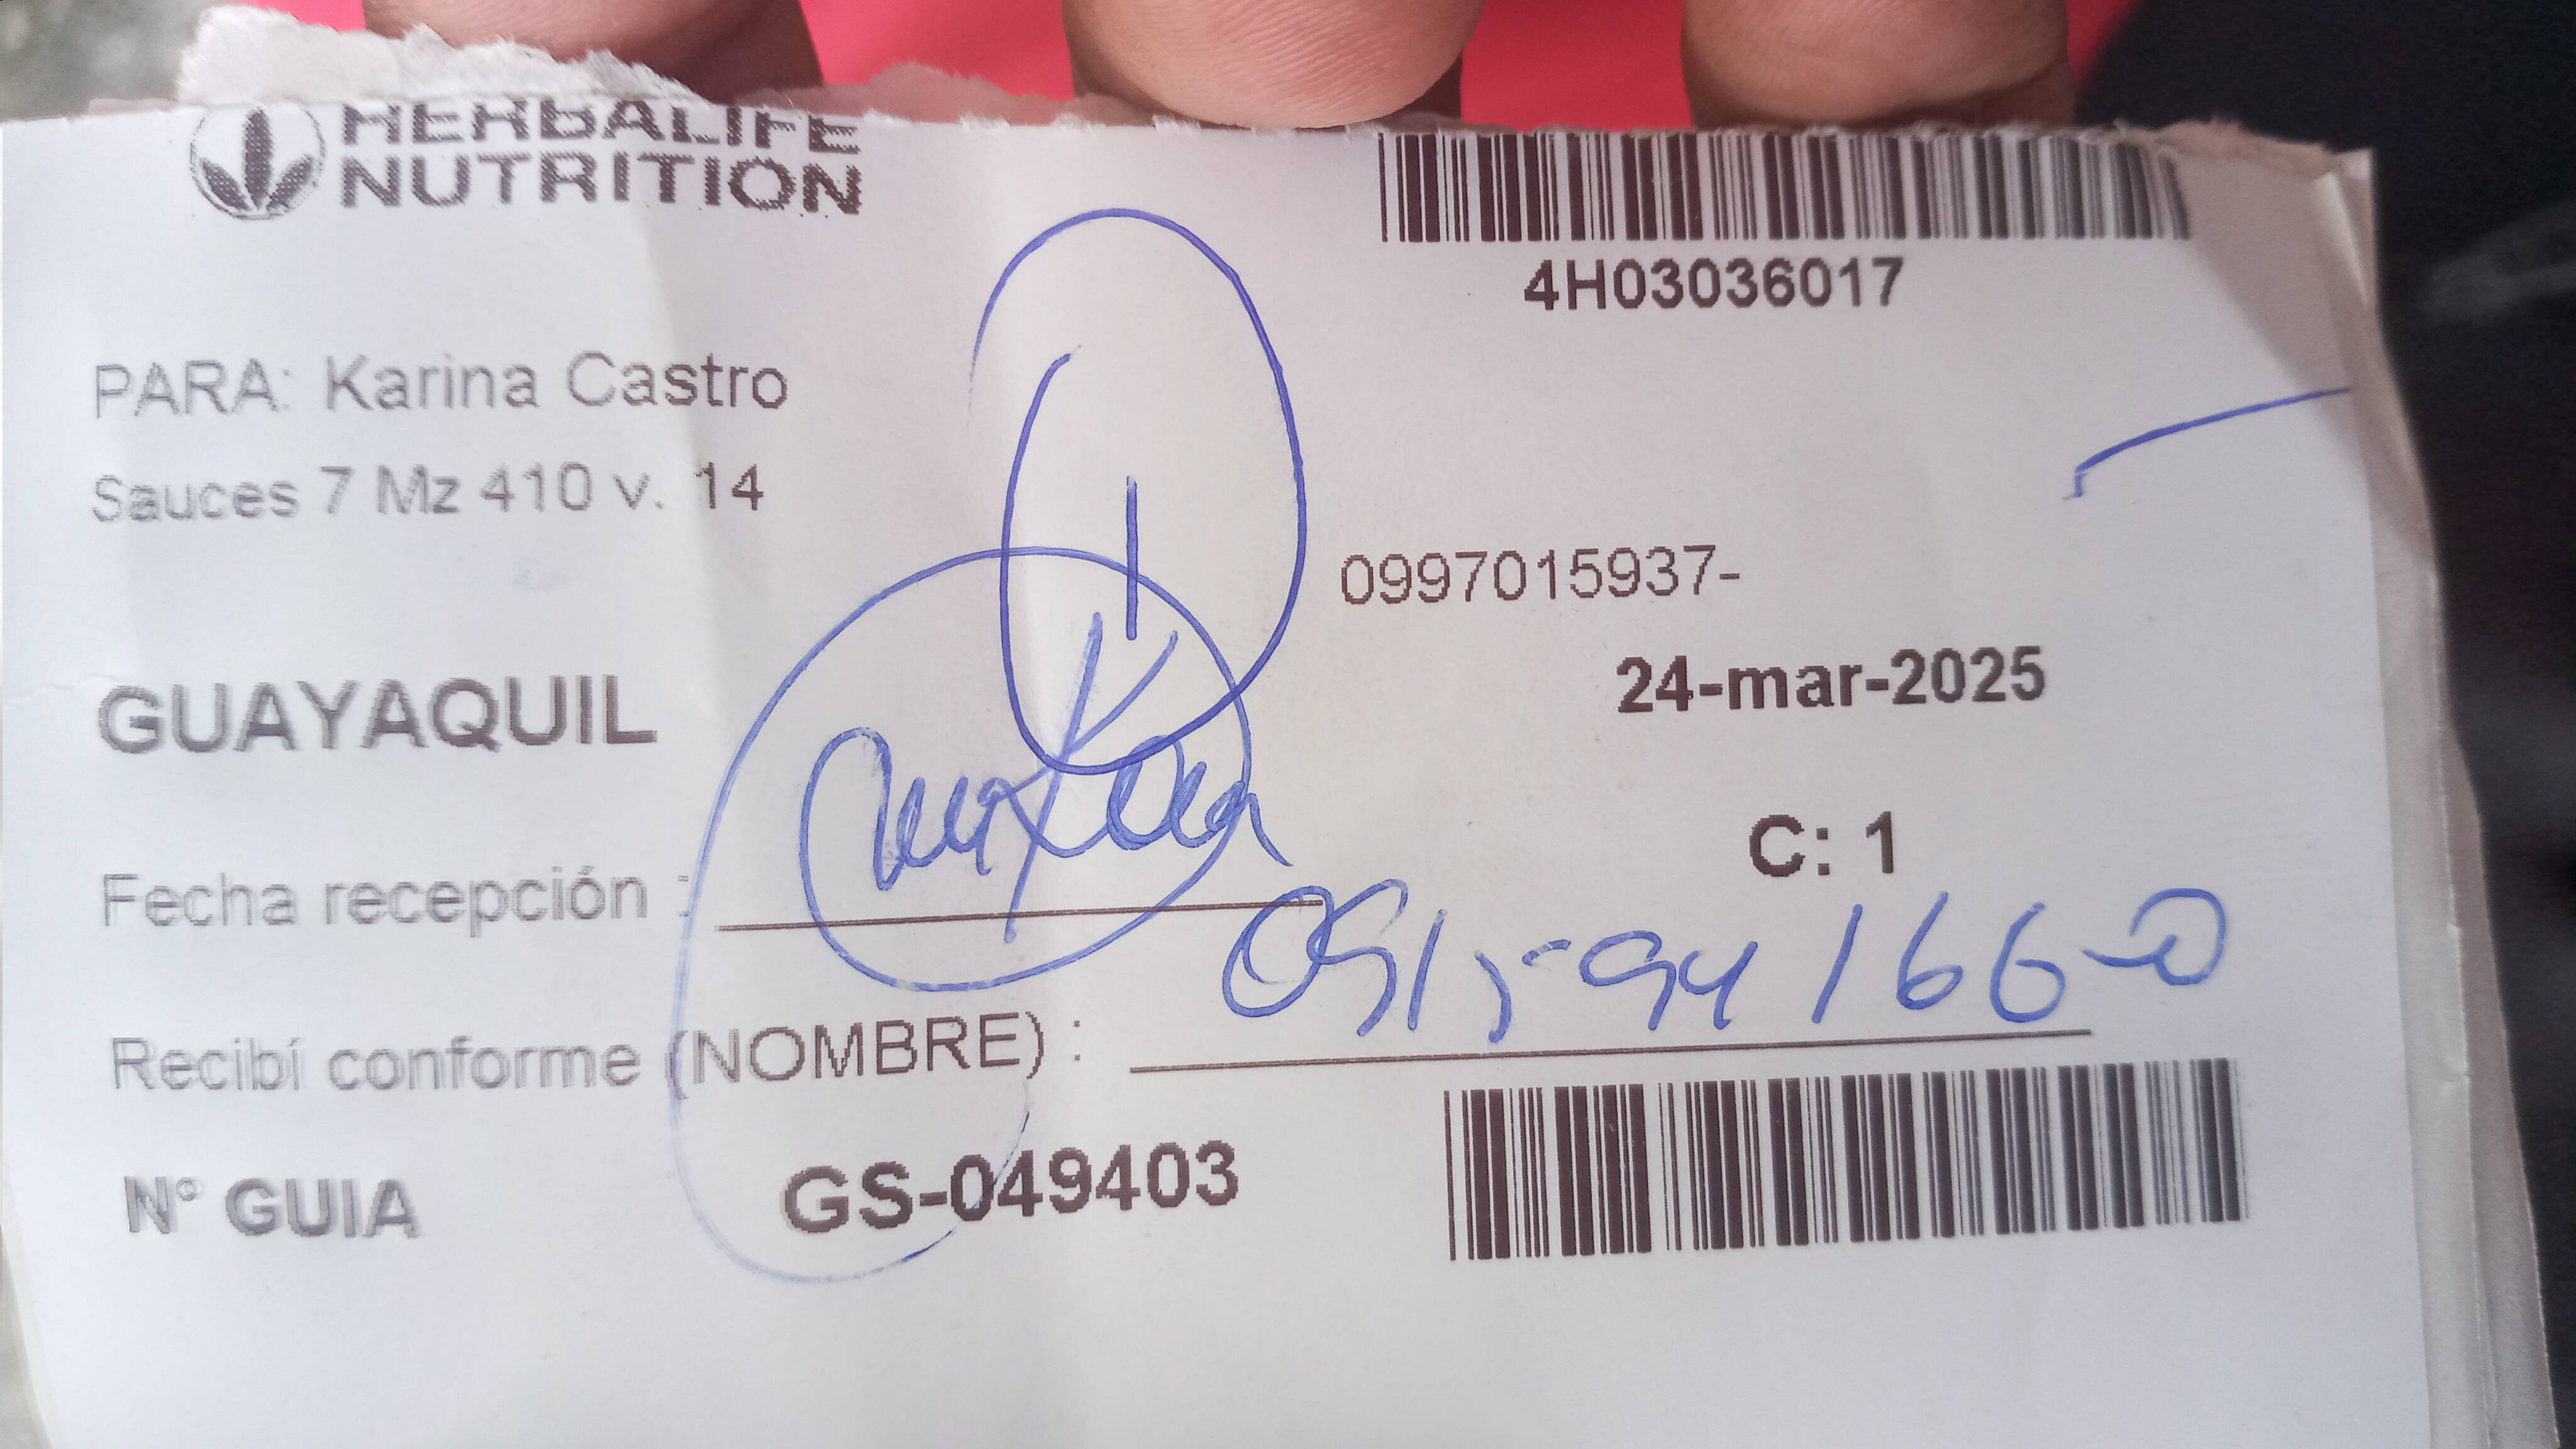 HERBALIFE
NUTRITION
4H03036017
PARA: Karina Castro
Sauces 7 Mz 410 v. 14
0997015937-
GUAYAQUIL
24-mar-2025
C: 1
Fecha recepción :
Recibí conforme (NOMBRE) :
N° GUIA GS-049403